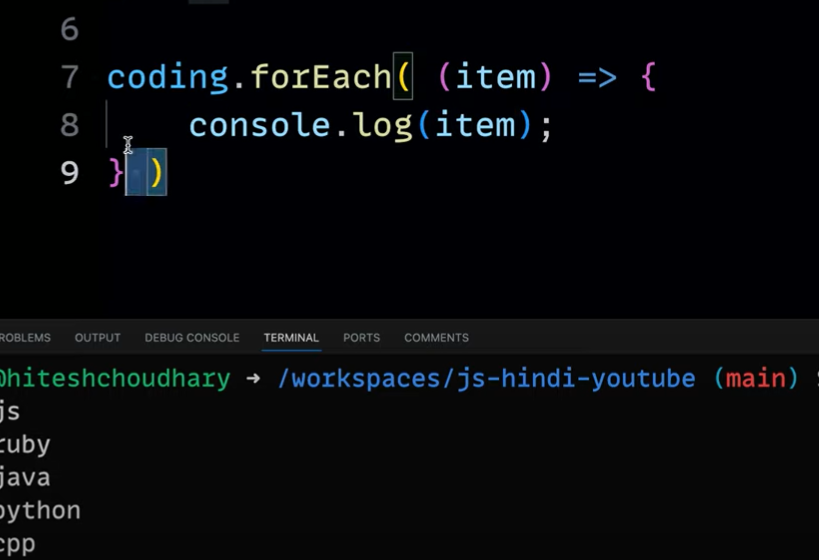 6
7 coding.forEach( (item) => {
8 console.log(item);
9 } )
ROBLEMS OUTPUT DEBUG CONSOLE TERMINAL PORTS COMMENTS
@hiteshchoudhary ➜ /workspaces/js-hindi-youtube (main) $
js
ruby
java
python
cpp